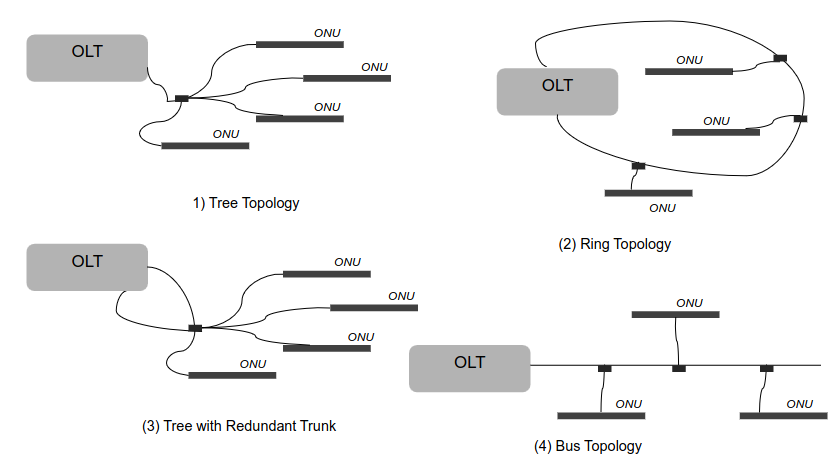 OLT
ONU
ONU
ONU
ONU
1) Tree Topology
OLT
ONU
ONU
ONU
(2) Ring Topology
OLT
ONU
ONU
ONU
ONU
(3) Tree with Redundant Trunk
OLT
ONU
ONU
ONU
(4) Bus Topology